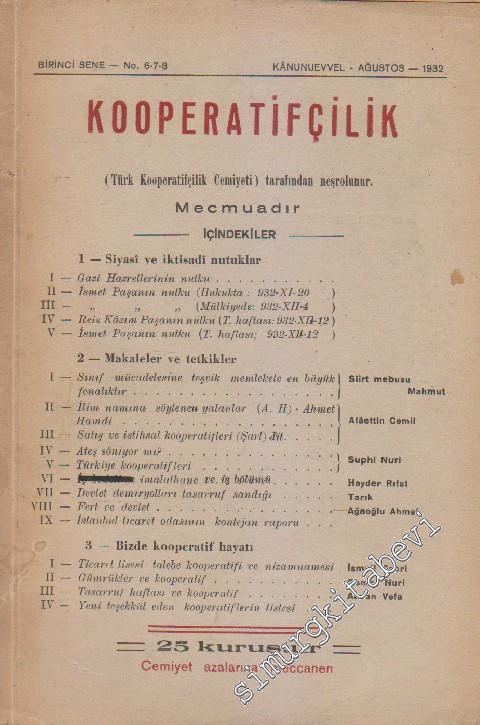 BİRİNCİ SENE — No. 6-7-8 KÂNUNUEVVEL - AĞUSTOS — 1932
KOOPERATİFÇİLİK
(Türk Kooperatifçilik Cemiyeti) tarafından neşrolunur.
Mecmuadır
İÇİNDEKİLER
1 — Siyasî ve iktisadî nutuklar
I — Gazi Hazretlerinin nutku . . . . . . . . . .
II — İsmet Paşanın nutku (Hukukta : 932-XI-20 )
III — „ „ „ (Mülkiyede: 932-XII-4 )
IV — Reis Kâzım Paşanın nutku (T. haftası: 932-XII-12 )
V — İsmet Paşanın nutku (T. haftası; 932-XII-12 )
2 — Makaleler ve tetkikler
I — Sınıf mücadelesine teşvik memlekete en büyük Siirt mebusu
fenalıktır . . . . . . . . . . . . Mahmut
II — İlim namına söylenen yalanlar (A. H) - Ahmet
Hamdi . . . . . . . . . . . . Alâettin Cemil
III — Satış ve istihsal kooperatifleri (Şart)
IV — Ateş sönüyor mu? . . . . . . . . . .
V — Türkiye kooperatifleri . . . . . . . . Suphi Nuri
VI — imalathane ve iş bölümü . . . . Hayder Rıfat
VII — Devlet demiryolları tasarruf sandığı . . . Tarık
VIII — Fert ve devlet . . . . . . . . . . Ağaoğlu Ahmet
IX — İstanbul ticaret odasının kontejan raporu . . .
3 — Bizde kooperatif hayatı
I — Ticaret lisesi talebe kooperatifi ve nizamnamesi
II — Gümrükler ve kooperatif . . . . . . . Nuri
III — Tasarruf haftası ve kooperatif . . . . . Vefa
IV — Yeni teşekkül eden kooperatiflerin listesi . . .
25 kuruştur
Cemiyet azalarına meccanen
simurgkitabevi